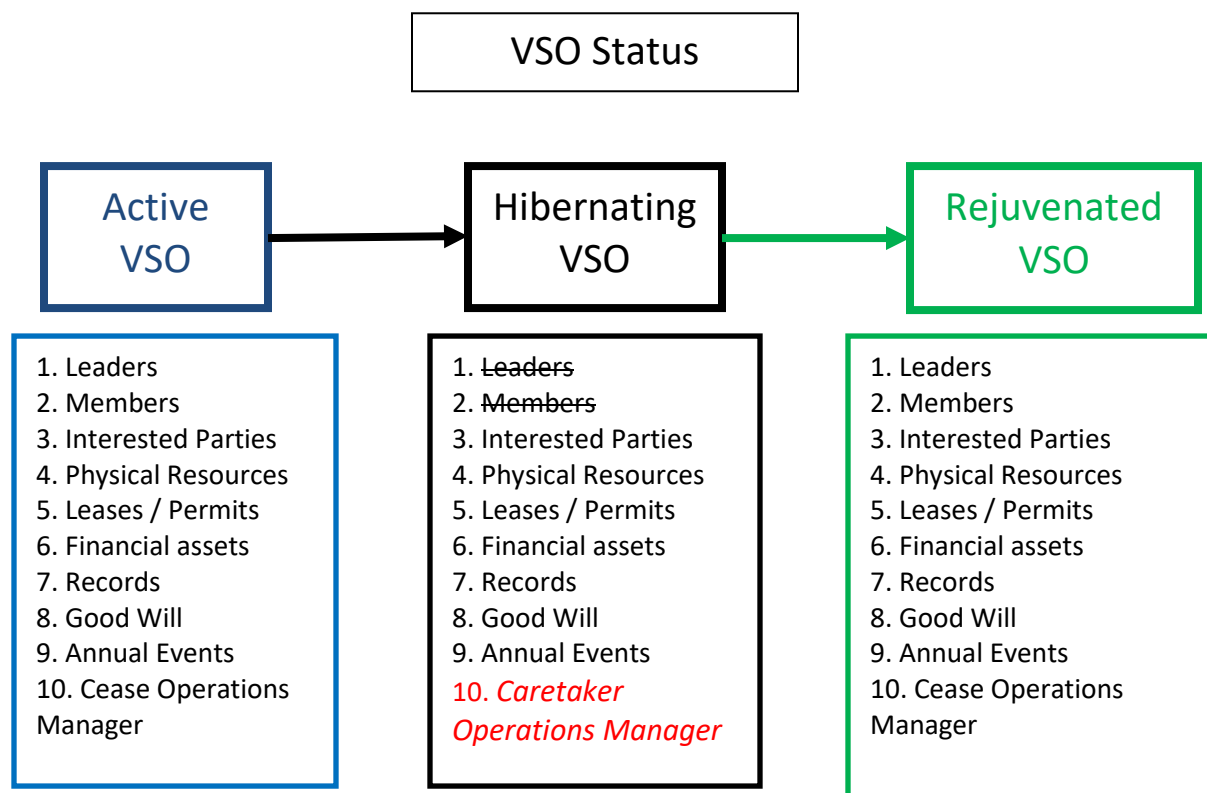 VSO Status
Active
VSO
Hibernating
VSO
Rejuvenated
VSO
1. Leaders
2. Members
3. Interested Parties
4. Physical Resources
5. Leases / Permits
6. Financial assets
7. Records
8. Good Will
9. Annual Events
10. Cease Operations
Manager
1. Leaders
2. Members
3. Interested Parties
4. Physical Resources
5. Leases / Permits
6. Financial assets
7. Records
8. Good Will
9. Annual Events
10. Caretaker
Operations Manager
1. Leaders
2. Members
3. Interested Parties
4. Physical Resources
5. Leases / Permits
6. Financial assets
7. Records
8. Good Will
9. Annual Events
10. Cease Operations
Manager